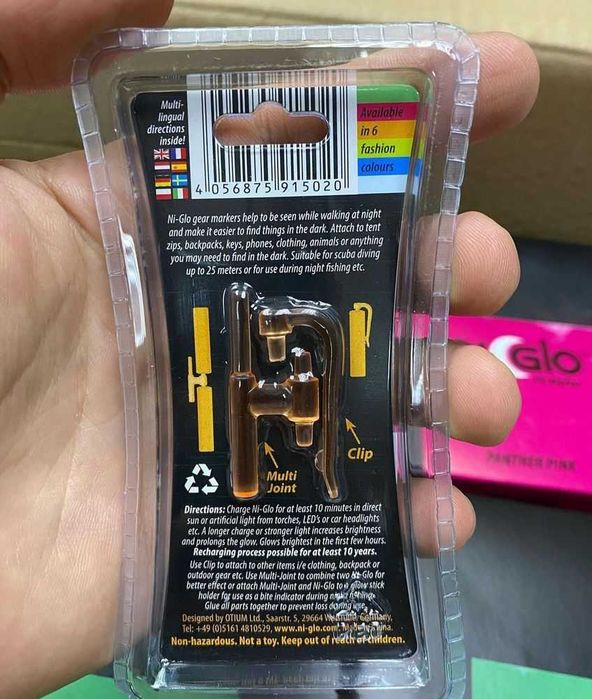 Multi-
lingual
directions
inside!
Available
in 6
fashion
colours
4 056875 915020
Ni-Glo gear markers help to be seen while walking at night
and make it easier to find things in the dark. Attach to tent
zips, backpacks, keys, phones, clothing, animals or anything
you may need to find in the dark. Suitable for scuba diving
up to 25 meters or for use during night fishing etc.
Clip
Multi
Joint
Glo
PANTHER PINK
Directions: Charge Ni-Glo for at least 10 minutes in direct
sun or artificial light from torches, LED's or car headlights
etc. A longer charge or stronger light increases brightness
and prolongs the glow. Glows brightest in the first few hours.
Recharging process possible for at least 10 years.
Use Clip to attach to other items i/e clothing, backpack or
outdoor gear etc. Use Multi-Joint to combine two Ni-Glo for
better effect or attach Multi-Joint and Ni-Glo to a glow stick
holder for use as a bite indicator during night fishing.
Glue all parts together to prevent loss during use.
Designed by OTIUM Ltd., Saarstr. 5, 29664 Germany,
Tel: +49 (0)5161 4810529, www.ni-glo.com,
Non-hazardous. Not a toy. Keep out of reach of children.